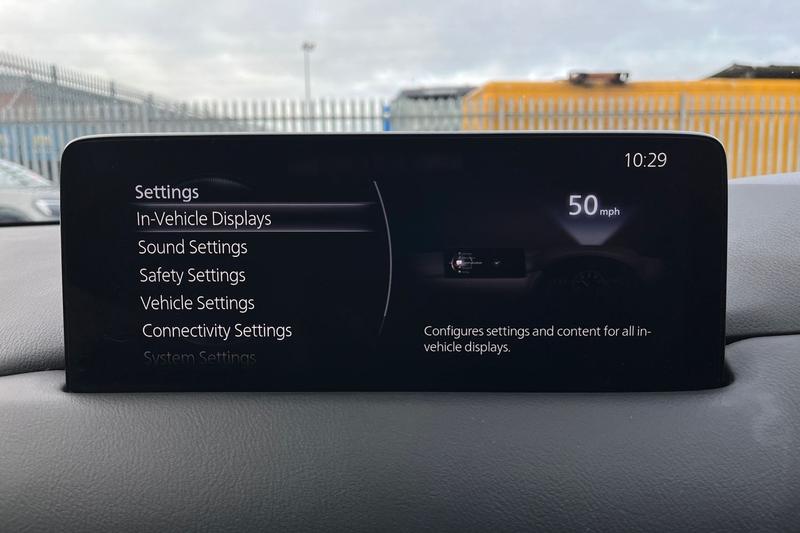 10:29
Settings
In-Vehicle Displays
Sound Settings
Safety Settings
Vehicle Settings
Connectivity Settings
System Settings
50 mph
Configures settings and content for all in-
vehicle displays.